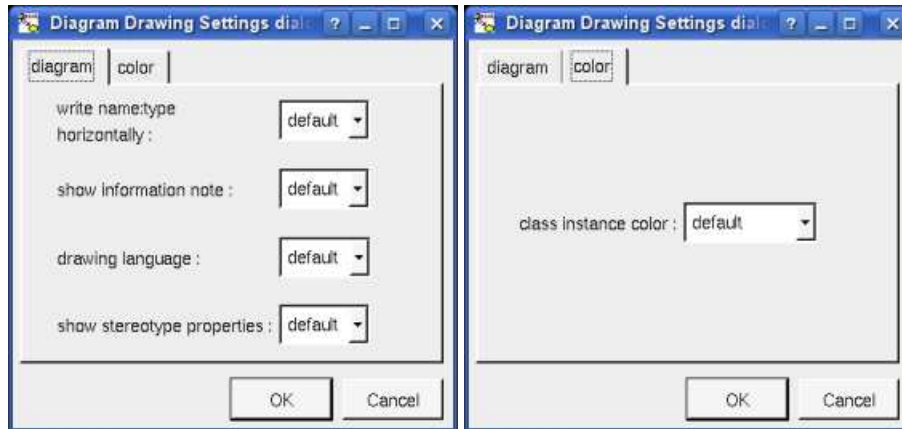 Diagram Drawing Settings dial
diagram color
write name:type
horizontally :
default
show information note :
default
drawing language :
default
show stereotype properties :
default
OK Cancel
Diagram Drawing Settings dial
diagram color
class instance color :
default
OK Cancel